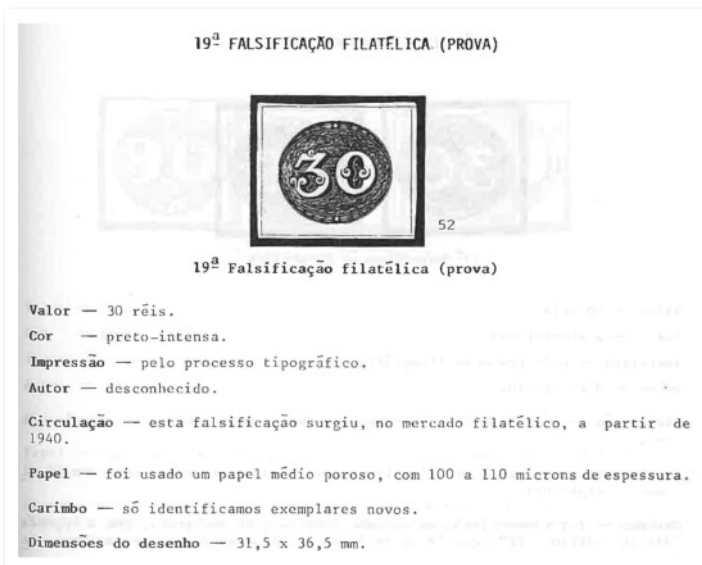 19ª FALSIFICAÇÃO FILATÉLICA (PROVA)
30
52
19ª Falsificação filatélica (prova)
Valor — 30 réis.
Cor — preto-intensa.
Impressão — pelo processo tipográfico.
Autor — desconhecido.
Circulação — esta falsificação surgiu, no mercado filatélico, a partir de
1940.
Papel — foi usado um papel médio poroso, com 100 a 110 microns de espessura.
Carimbo — só identificamos exemplares novos.
Dimensões do desenho — 31,5 x 36,5 mm.